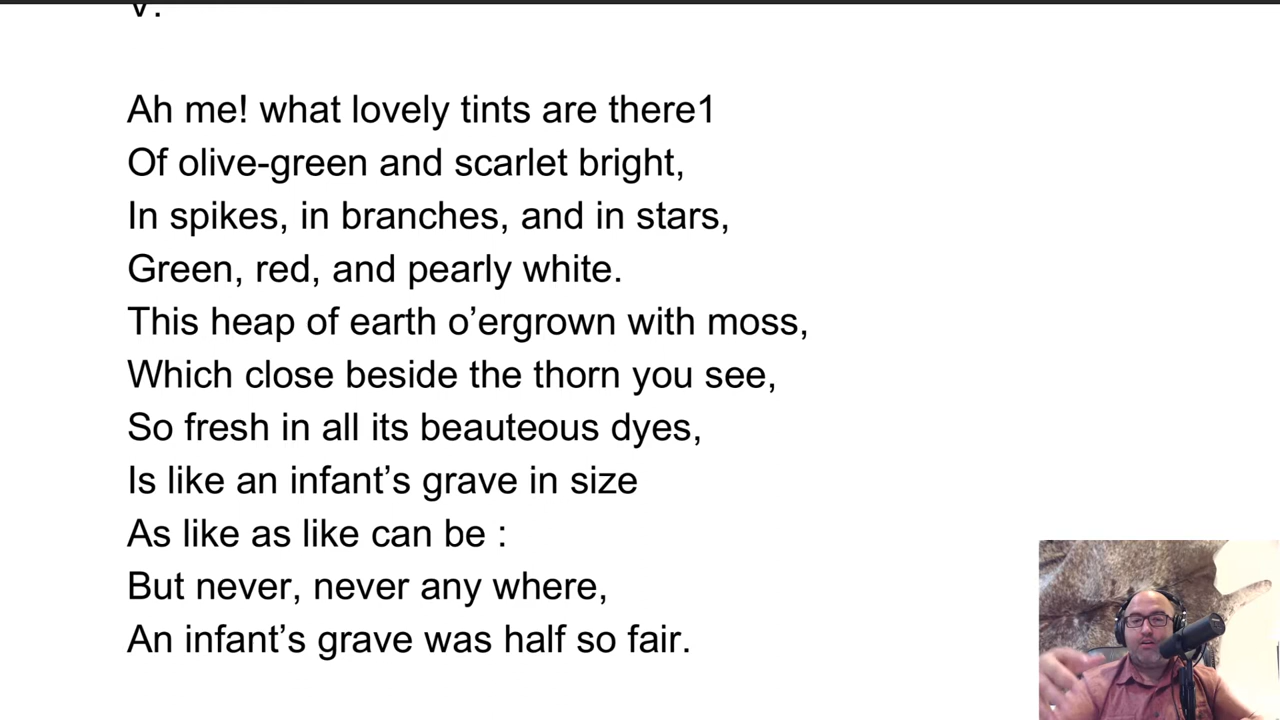 V.
Ah me! what lovely tints are there1
Of olive-green and scarlet bright,
In spikes, in branches, and in stars,
Green, red, and pearly white.
This heap of earth o’ergrown with moss,
Which close beside the thorn you see,
So fresh in all its beauteous dyes,
Is like an infant’s grave in size
As like as like can be :
But never, never any where,
An infant’s grave was half so fair.